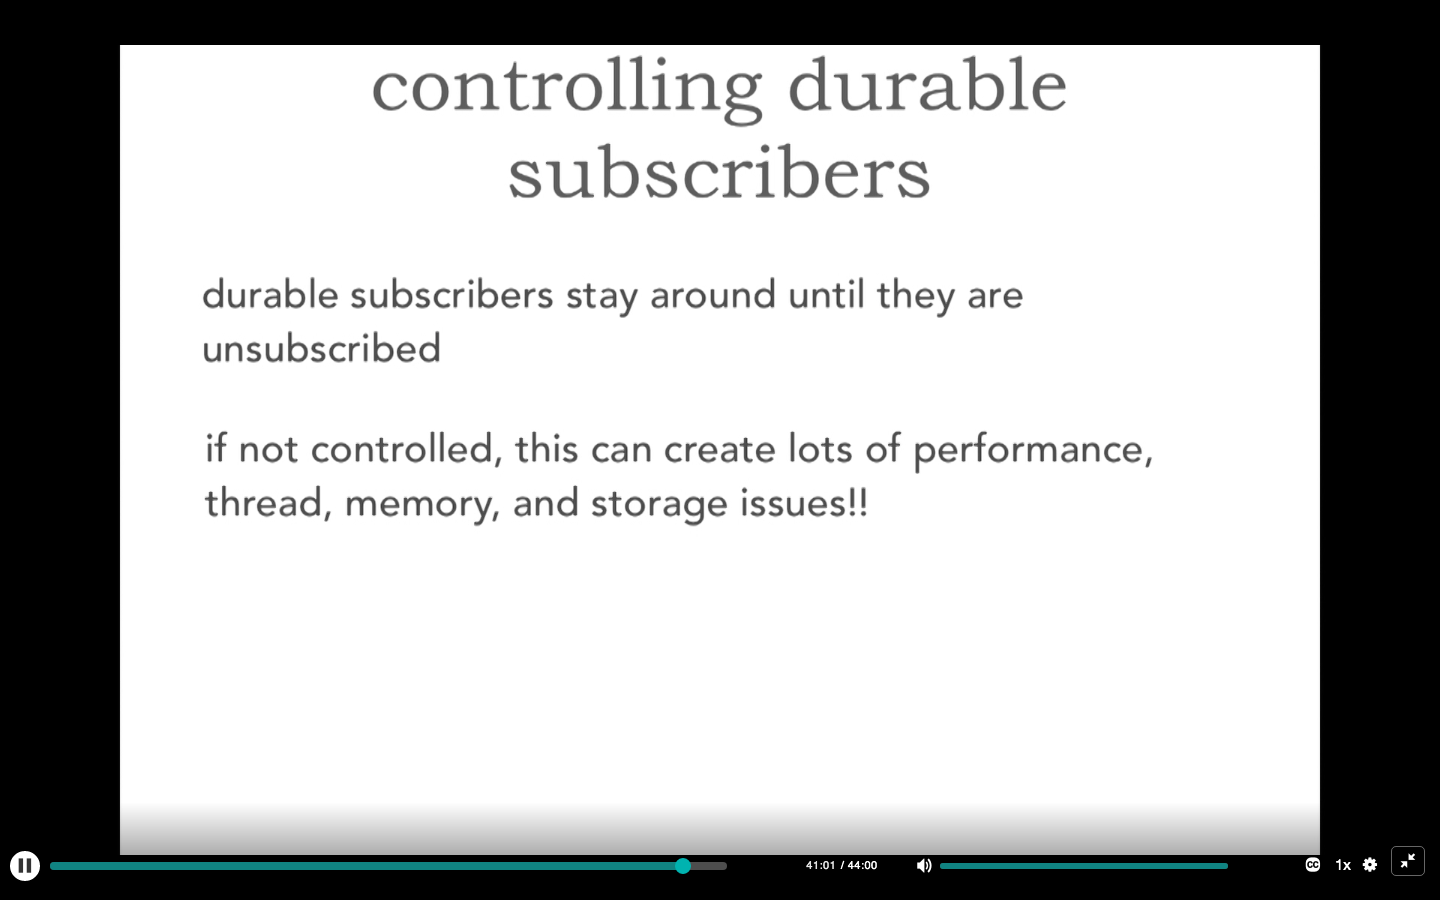 controlling durable
subscribers
durable subscribers stay around until they are
unsubscribed
if not controlled, this can create lots of performance,
thread, memory, and storage issues!!
41:01 / 44:00
CC
1x